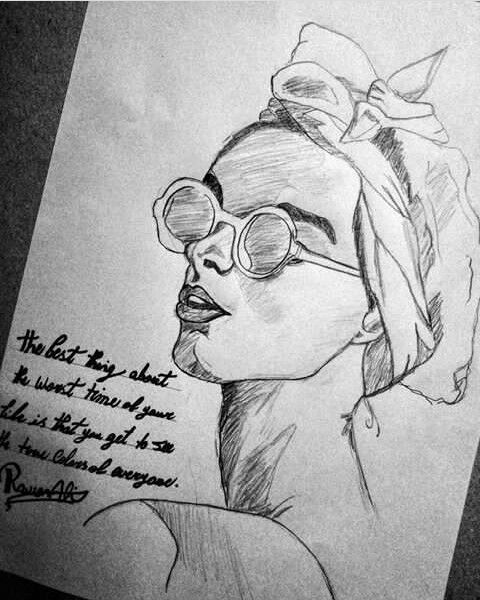 the best thing about
the worst time of your
Life is that you get to see
the true Colors of everyone.
Rawan Ali